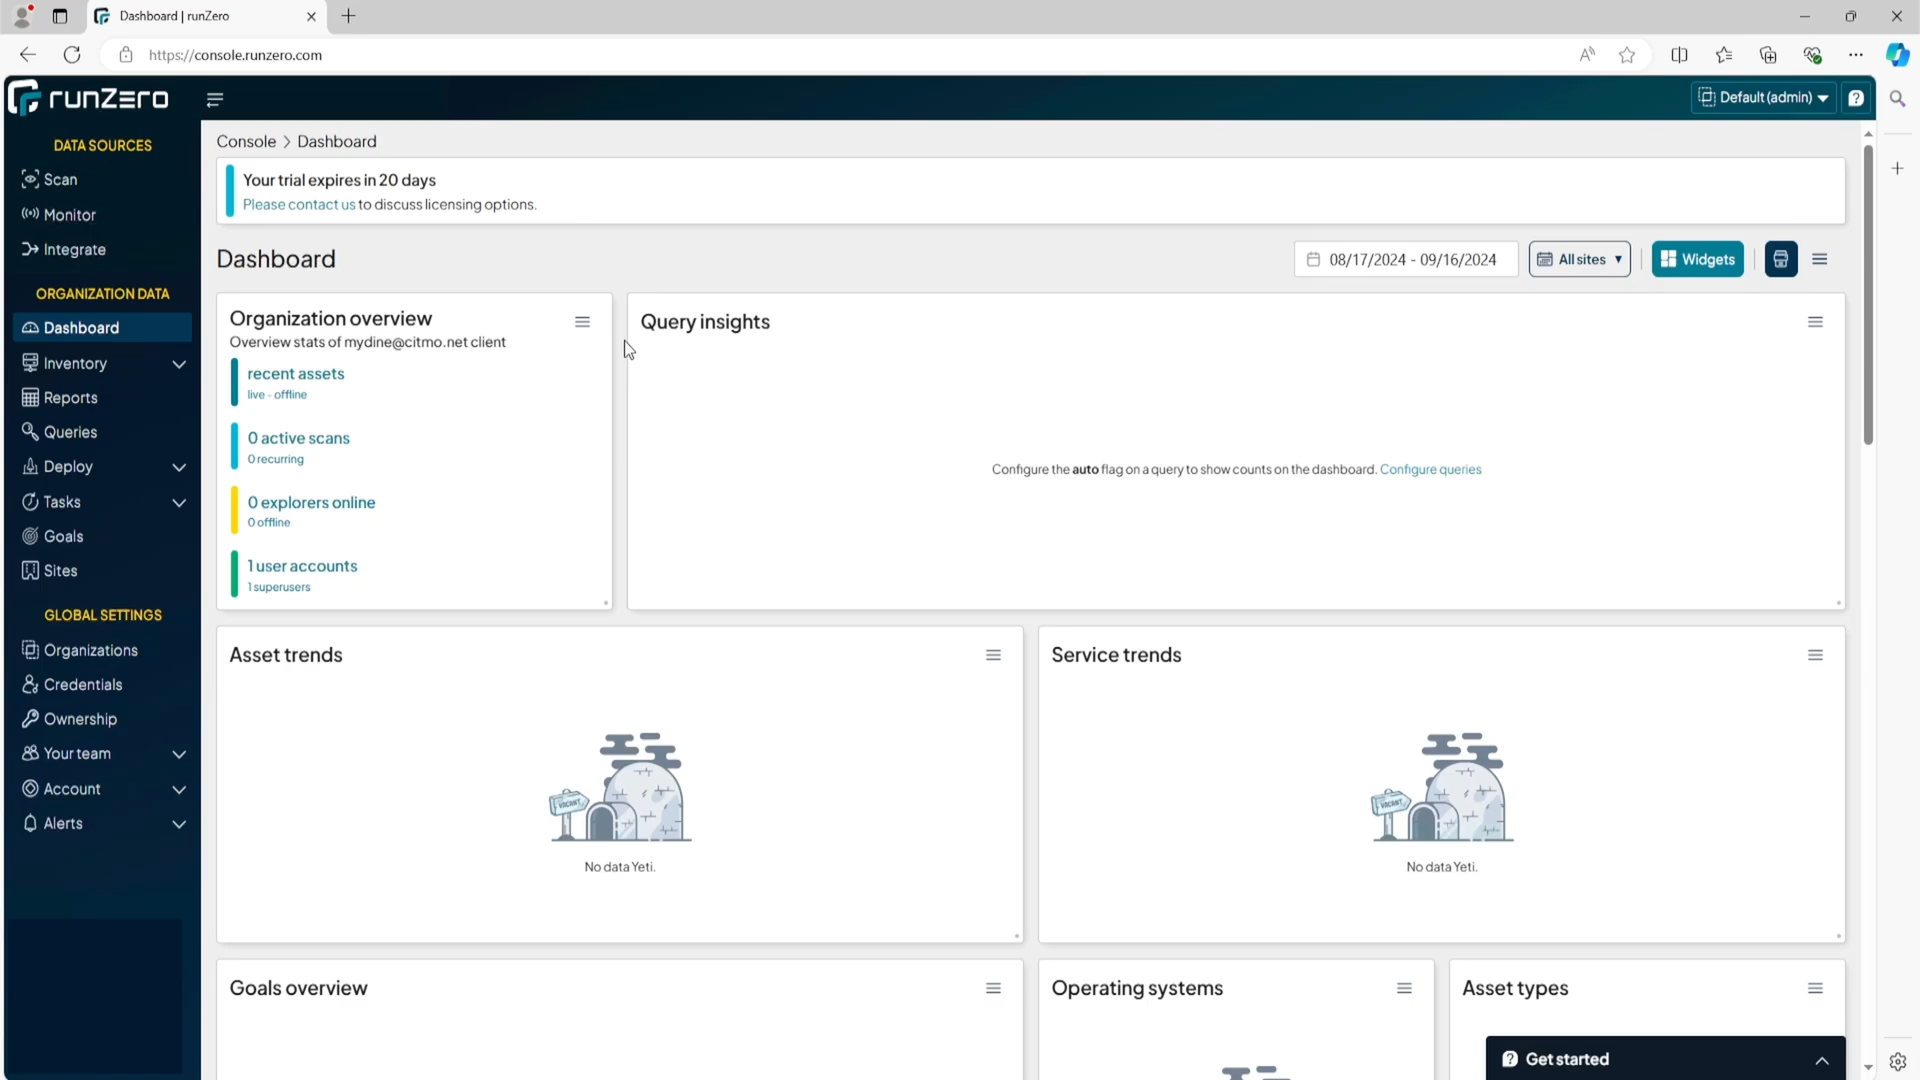 Dashboard | runZero
https://console.runzero.com
runZero
Default (admin)
DATA SOURCES
Scan
Monitor
Integrate
ORGANIZATION DATA
Dashboard
Inventory
Reports
Queries
Deploy
Tasks
Goals
Sites
GLOBAL SETTINGS
Organizations
Credentials
Ownership
Your team
Account
Alerts
Console > Dashboard
Your trial expires in 20 days
Please contact us to discuss licensing options.
Dashboard
08/17/2024 - 09/16/2024
All sites
Widgets
Organization overview
Overview stats of mydine@citmo.net client
recent assets
live - offline
0 active scans
0 recurring
0 explorers online
0 offline
1 user accounts
1 superusers
Query insights
Configure the auto flag on a query to show counts on the dashboard. Configure queries
Asset trends
VACANT
No data Yeti.
Service trends
VACANT
No data Yeti.
Goals overview
Operating systems
Asset types
Get started